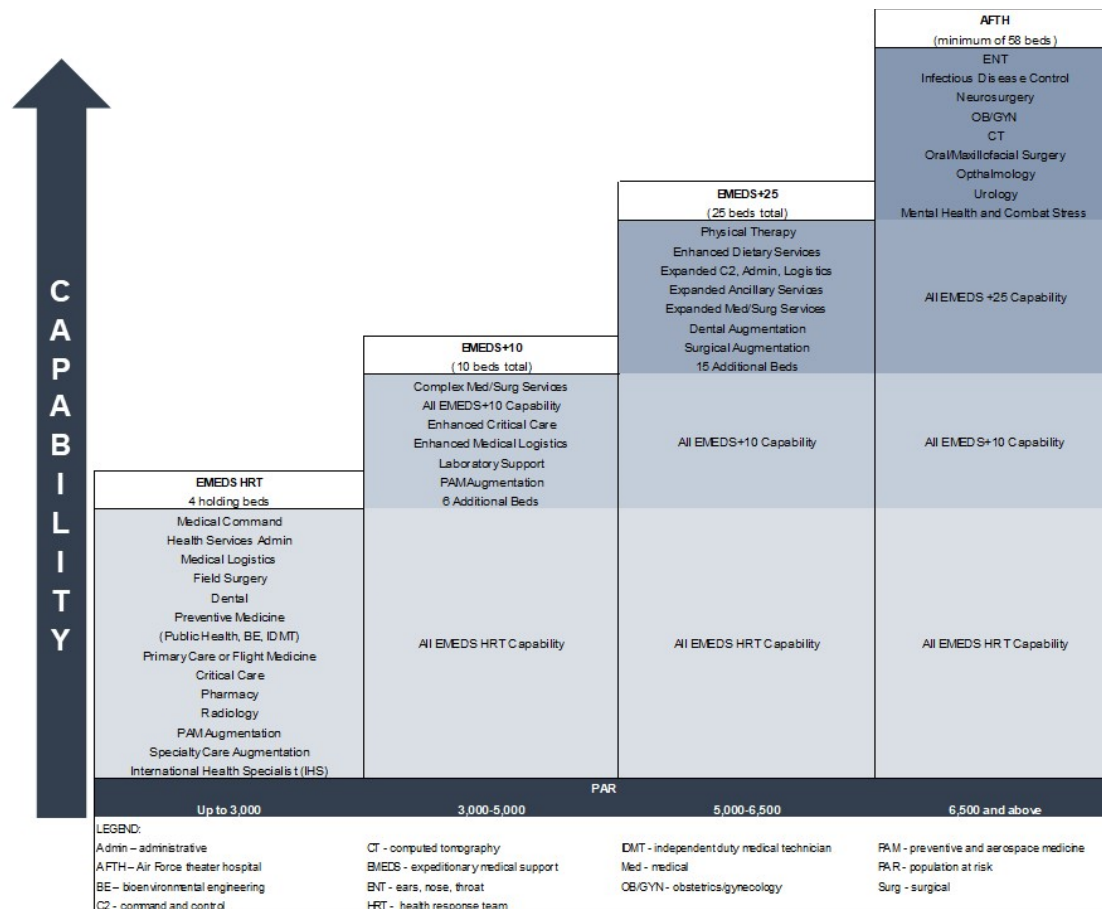 AFTH
(minimum of 58 beds)
ENT
Infectious Disease Control
Neurosurgery
OB/GYN
CT
Oral/Maxillofacial Surgery
Opthalmology
Urology
Mental Health and Combat Stress
All EMEDS +25 Capability
All EMEDS+10 Capability
All EMEDS HRT Capability
EMEDS+25
(25 beds total)
Physical Therapy
Enhanced Dietary Services
Expanded C2, Admin, Logistics
Expanded Ancillary Services
Expanded Med/Surg Services
Dental Augmentation
Surgical Augmentation
15 Additional Beds
All EMEDS+10 Capability
All EMEDS HRT Capability
EMEDS+10
(10 beds total)
Complex Med/Surg Services
All EMEDS+10 Capability
Enhanced Critical Care
Enhanced Medical Logistics
Laboratory Support
PAM Augmentation
6 Additional Beds
All EMEDS HRT Capability
EMEDS HRT
4 holding beds
Medical Command
Health Services Admin
Medical Logistics
Field Surgery
Dental
Preventive Medicine
(Public Health, BE, IDMT)
Primary Care or Flight Medicine
Critical Care
Pharmacy
Radiology
PAM Augmentation
Specialty Care Augmentation
International Health Specialist (IHS)
CAPABILITY
PAR
Up to 3,000 3,000-5,000 5,000-6,500 6,500 and above
LEGEND:
Admin – administrative
AFTH – Air Force theater hospital
BE – bioenvironmental engineering
C2 - command and control
CT - computed tomography
EMEDS - expeditionary medical support
ENT - ears, nose, throat
HRT - health response team
IDMT - independent duty medical technician
Med - medical
OB/GYN - obstetrics/gynecology
PAM - preventive and aerospace medicine
PAR - population at risk
Surg - surgical